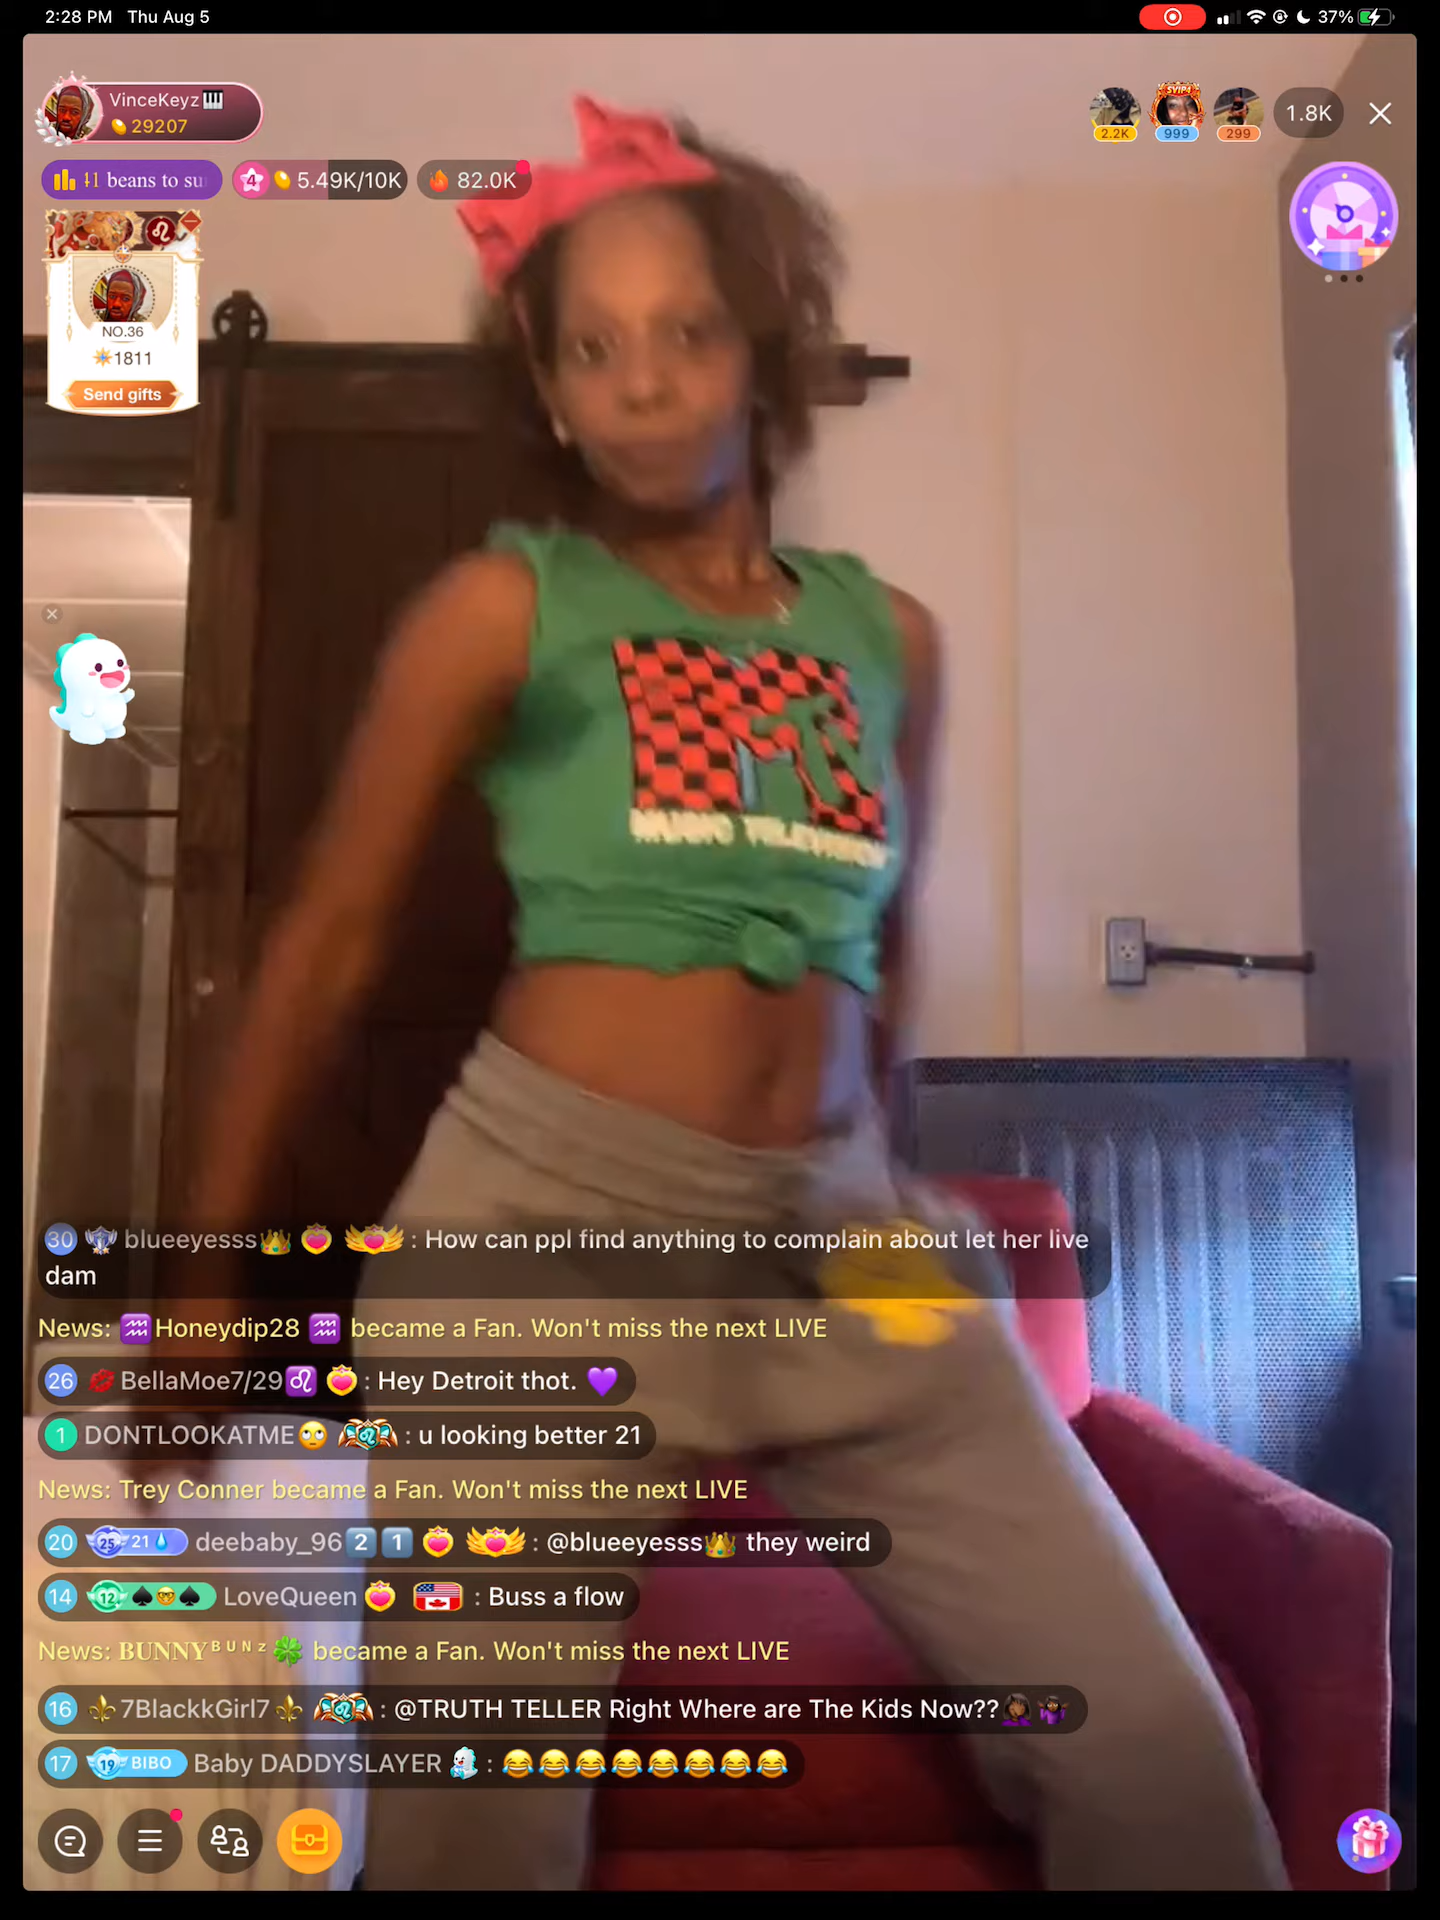 2:28 PM Thu Aug 5
37%
VinceKeyz🎹
29207
2.2K
999
299
1.8K
beans to su
4 5.49K/10K
82.0K
NO.36
1811
Send gifts
MUSIC TELEVISION
30 blueeyesss👑 : How can ppl find anything to complain about let her live
dam
News: ♒Honeydip28 ♒ became a Fan. Won't miss the next LIVE
26 💋 BellaMoe7/29♌ : Hey Detroit thot. 💜
1 DONTLOOKATME🙄 : u looking better 21
News: Trey Conner became a Fan. Won't miss the next LIVE
20 25 21💧 deebaby_96 2️⃣ 1️⃣ : @blueeyesss👑 they weird
14 12 ♠️🤓♠️ LoveQueen : Buss a flow
News: BUNNYᴮᵁᴺᶻ🍀 became a Fan. Won't miss the next LIVE
16 ⚜️7BlackkGirl7⚜️ : @TRUTH TELLER Right Where are The Kids Now??🤦🏾‍♀️🤷🏾‍♀️
17 19 BIBO Baby DADDYSLAYER : 😂😂😂😂😂😂😂😂